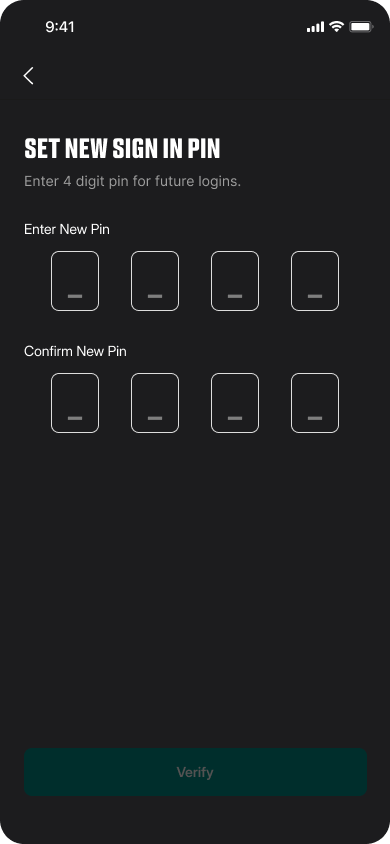 9:41
SET NEW SIGN IN PIN
Enter 4 digit pin for future logins.
Enter New Pin
Confirm New Pin
Verify